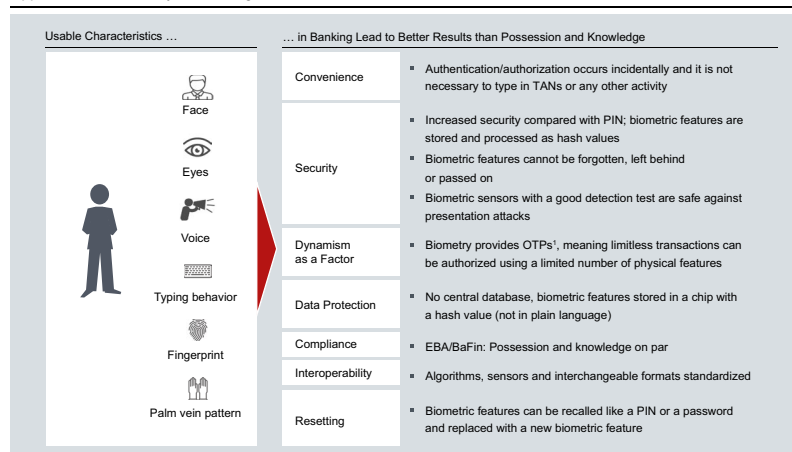 Usable Characteristics …
… in Banking Lead to Better Results than Possession and Knowledge
Face
Eyes
Voice
Typing behavior
Fingerprint
Palm vein pattern
Convenience
▪ Authentication/authorization occurs incidentally and it is not
necessary to type in TANs or any other activity
Security
▪ Increased security compared with PIN; biometric features are
stored and processed as hash values
▪ Biometric features cannot be forgotten, left behind
or passed on
▪ Biometric sensors with a good detection test are safe against
presentation attacks
Dynamism
as a Factor
▪ Biometry provides OTPs¹, meaning limitless transactions can
be authorized using a limited number of physical features
Data Protection
▪ No central database, biometric features stored in a chip with
a hash value (not in plain language)
Compliance
▪ EBA/BaFin: Possession and knowledge on par
Interoperability
▪ Algorithms, sensors and interchangeable formats standardized
Resetting
▪ Biometric features can be recalled like a PIN or a password
and replaced with a new biometric feature